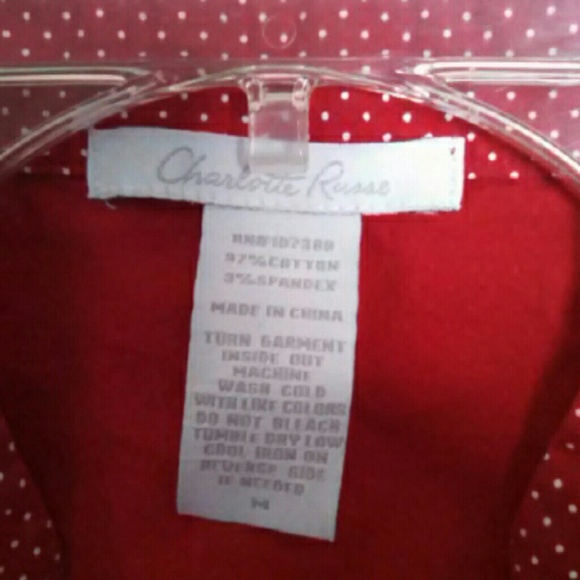 Charlotte Russe
97%COTTON
3%SPANDEX
MADE IN CHINA
TURN GARMENT
INSIDE OUT
MACHINE
WASH COLD
WITH LIKE COLORS
DO NOT BLEACH
TUMBLE DRY LOW
COOL IRON ON
REVERSE SIDE
IF NEEDED
M